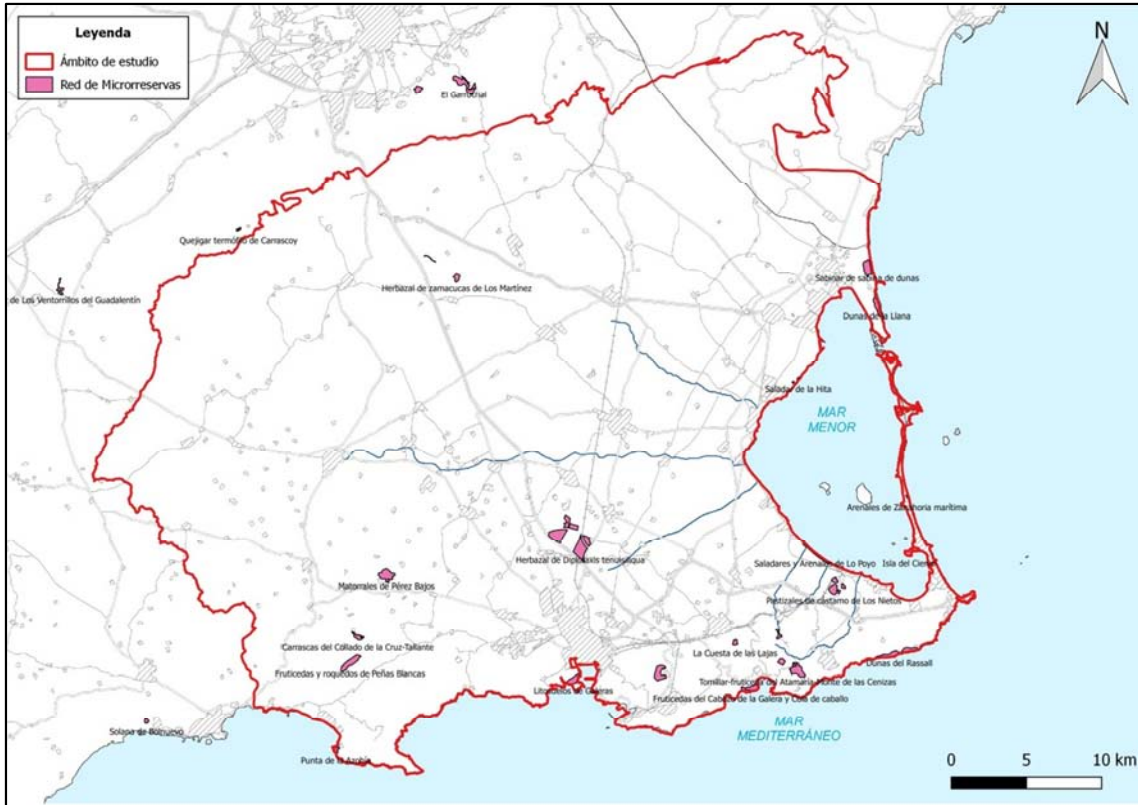 Leyenda
Ámbito de estudio
Red de Microrreservas
N
El Garruchal
Quejigar termófilo de Carrascoy
de Los Ventorrillos del Guadalentín
Herbazal de zamacucas de Los Martínez
Sabinar de sabina de dunas
Dunas de la Llana
Saladar de la Hita
MAR
MENOR
Arenales de Zanahoria marítima
Herbazal de Diplotaxis tenuisiliqua
Saladares y Arenales de Lo Poyo
Isla del Ciervo
Matorrales de Pérez Bajos
Pastizales de cástamo de Los Nietos
Carrascas del Collado de la Cruz-Tallante
La Cuesta de las Lajas
Dunas del Rassall
Fruticedas y roquedos de Peñas Blancas
Tomillar-fruticeda del Atamaría-Monte de las Cenizas
Fruticedas del Cabezo de la Galera y Cola de caballo
Solana de Bolnuevo
MAR
MEDITERRÁNEO
Punta de la Azohía
0 5 10 km